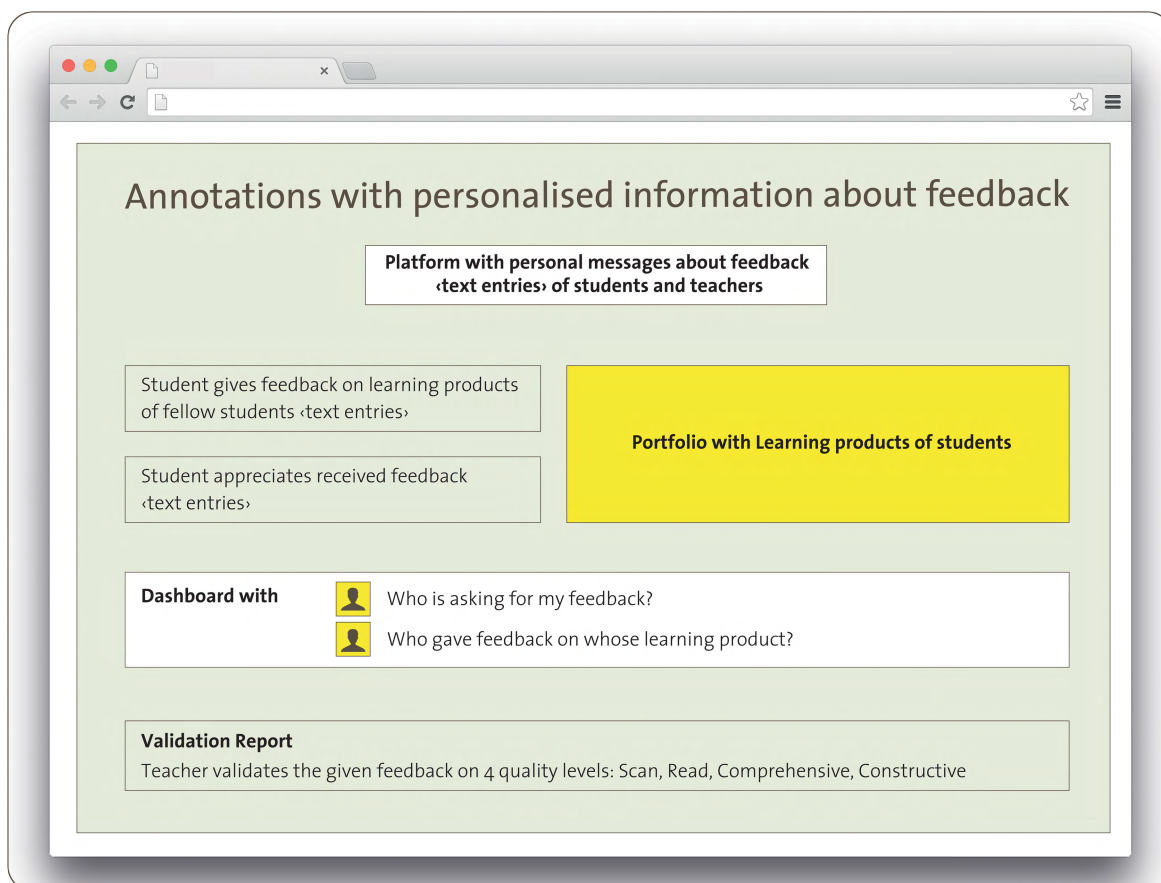 Annotations with personalised information about feedback
Platform with personal messages about feedback
‹text entries› of students and teachers
Student gives feedback on learning products
of fellow students ‹text entries›
Student appreciates received feedback
‹text entries›
Portfolio with Learning products of students
Dashboard with
Who is asking for my feedback?
Who gave feedback on whose learning product?
Validation Report
Teacher validates the given feedback on 4 quality levels: Scan, Read, Comprehensive, Constructive